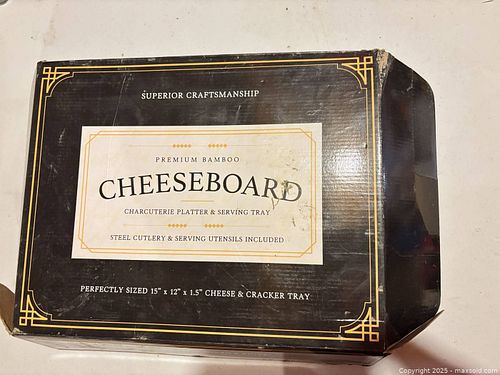 SUPERIOR CRAFTSMANSHIP
PREMIUM BAMBOO
CHEESEBOARD
CHARCUTERIE PLATTER & SERVING TRAY
STEEL CUTLERY & SERVING UTENSILS INCLUDED
PERFECTLY SIZED 15" x 12" x 1.5" CHEESE & CRACKER TRAY
Copyright 2025 - maxsold.com